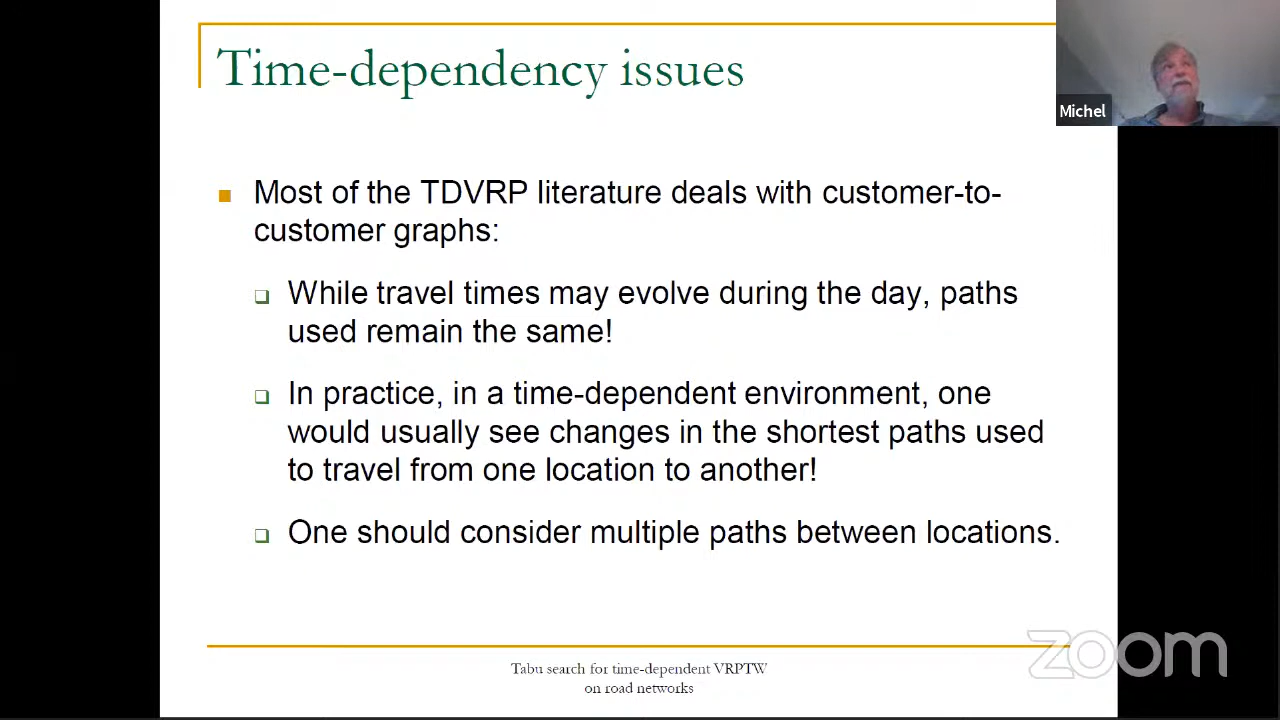 Time-dependency issues
Michel
Most of the TDVRP literature deals with customer-to-
customer graphs:
While travel times may evolve during the day, paths
used remain the same!
In practice, in a time-dependent environment, one
would usually see changes in the shortest paths used
to travel from one location to another!
One should consider multiple paths between locations.
Tabu search for time-dependent VRPTW
on road networks
zoom